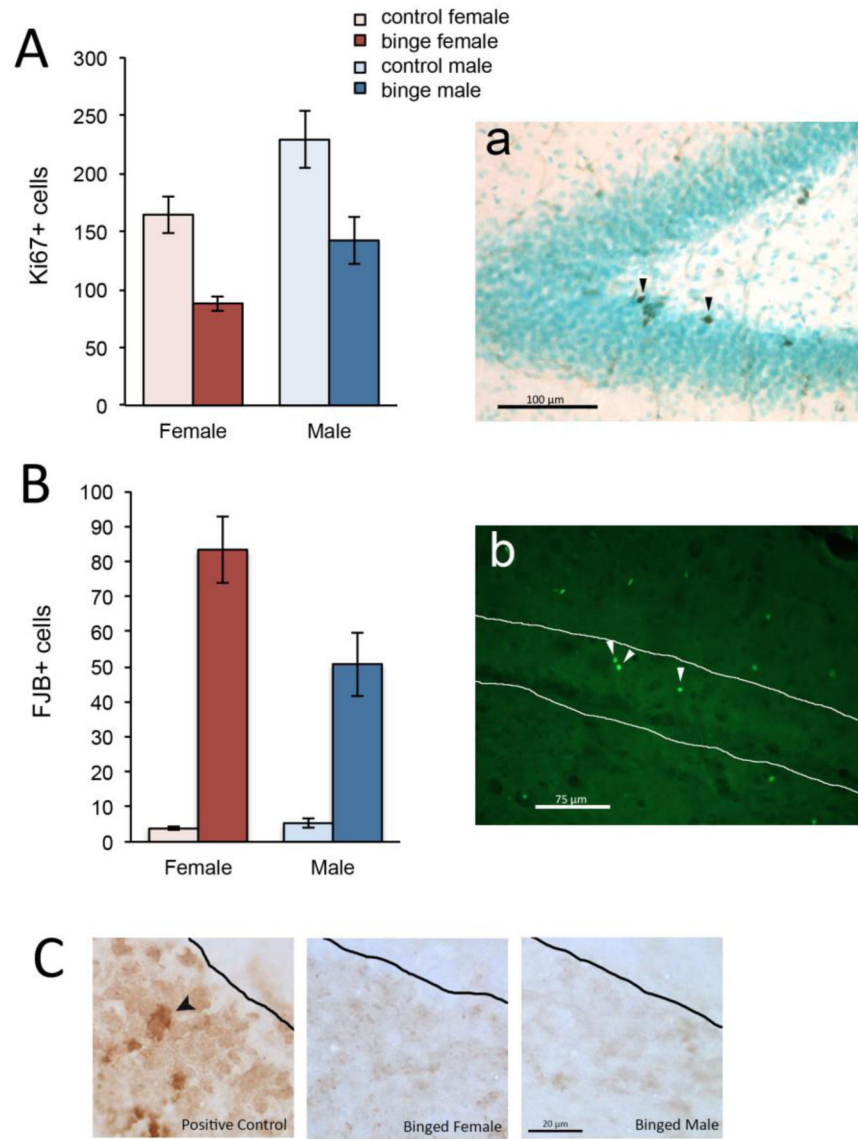 control female
binge female
control male
binge male
A
300
250
200
150
100
50
0
Ki67+ cells
Female
Male
a
100 µm
B
100
90
80
70
60
50
40
30
20
10
0
FJB+ cells
Female
Male
b
75 µm
C
Positive Control
Binged Female
20 µm
Binged Male